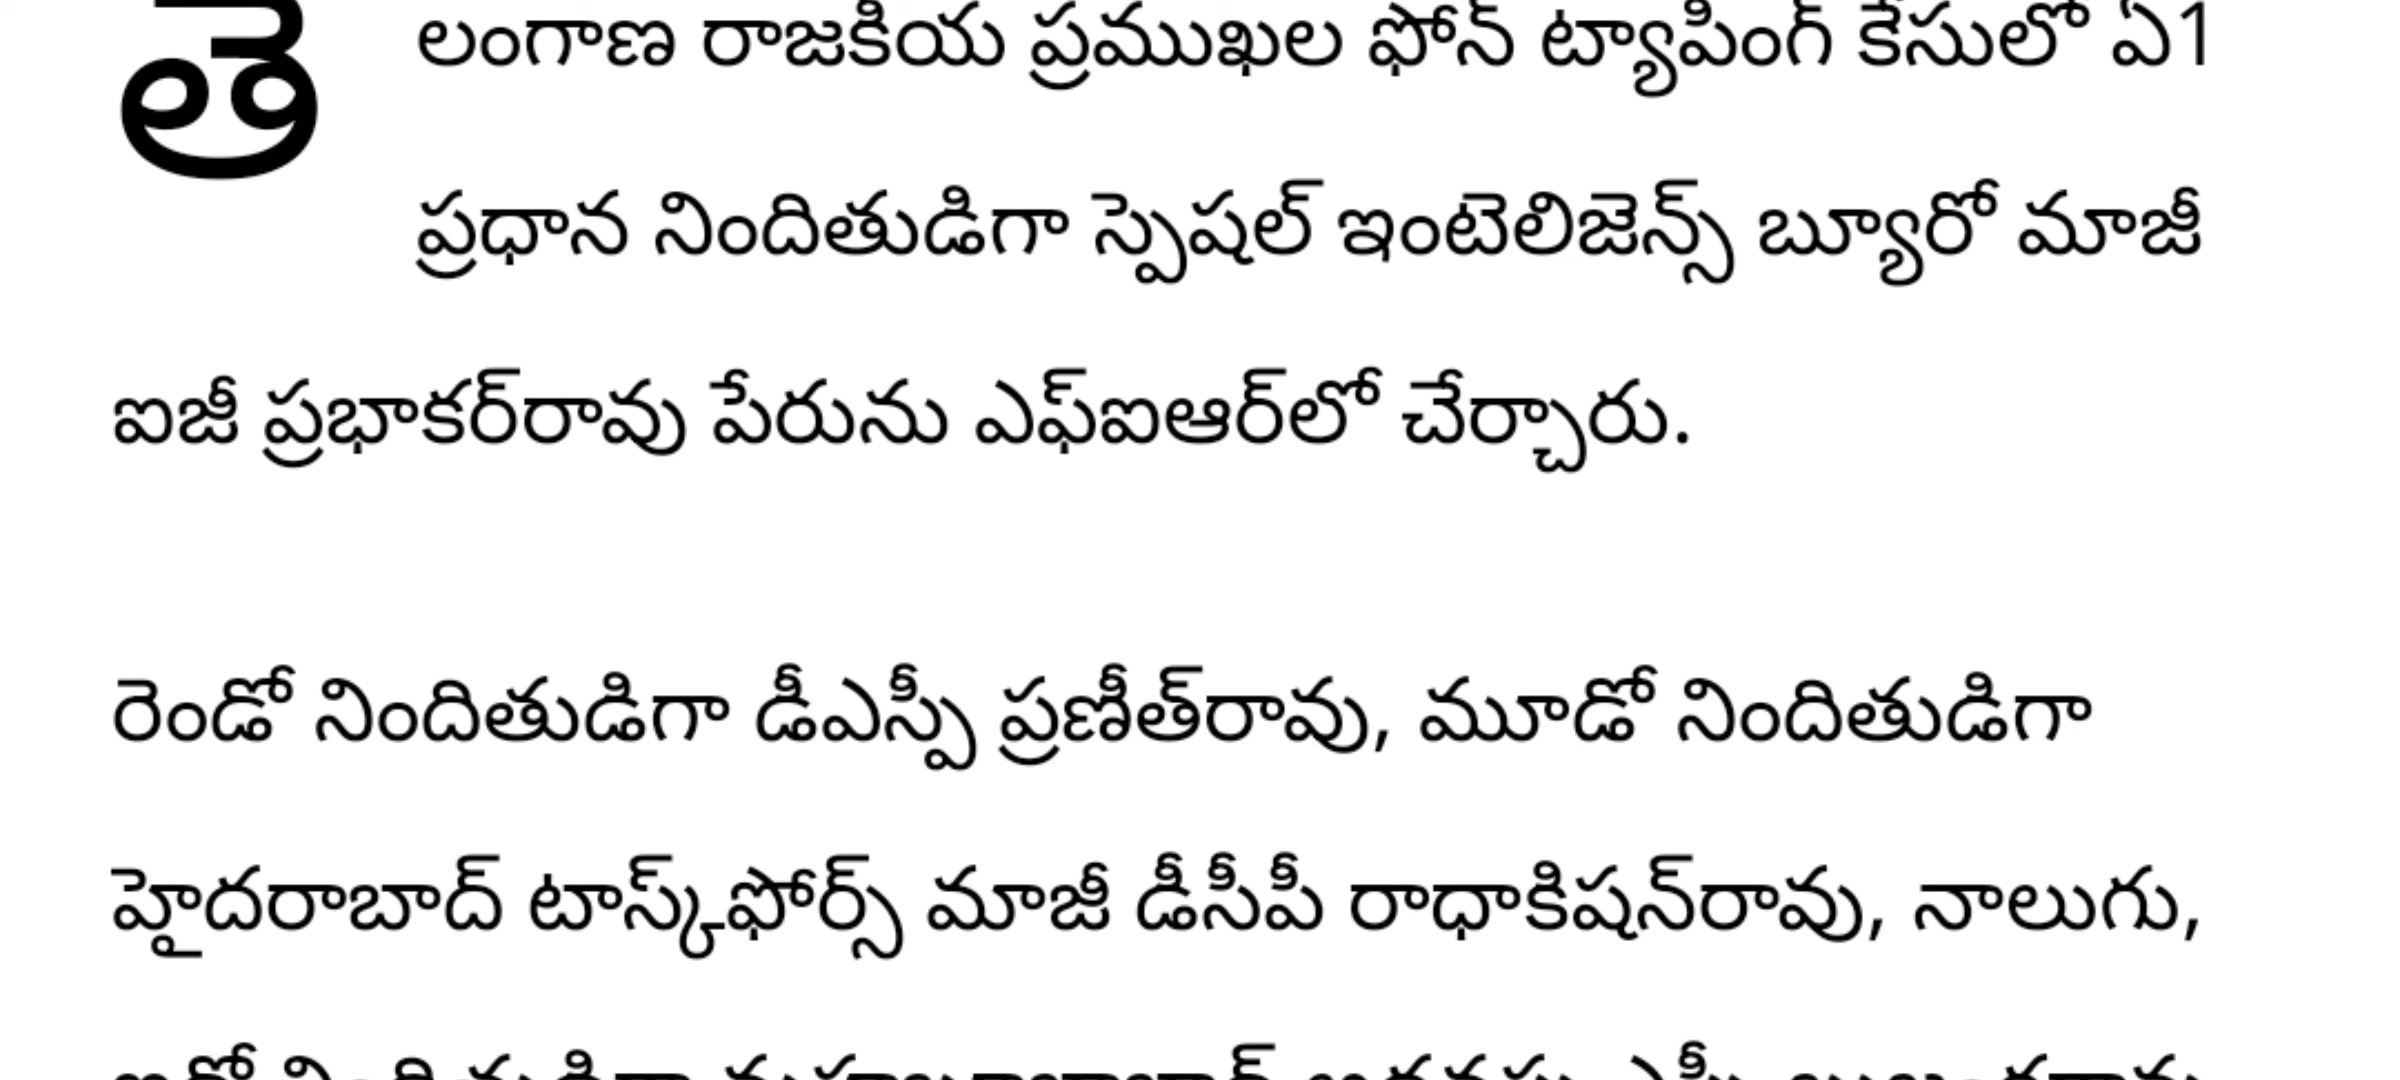 తెలంగాణ రాజకీయ ప్రముఖుల ఫోన్ ట్యాపింగ్ కేసులో ఏ1
ప్రధాన నిందితుడిగా స్పెషల్ ఇంటెలిజెన్స్ బ్యూరో మాజీ
ఐజీ ప్రభాకర్‌రావు పేరును ఎఫ్ఐఆర్‌లో చేర్చారు.
రెండో నిందితుడిగా డీఎస్పీ ప్రణీత్‌రావు, మూడో నిందితుడిగా
హైదరాబాద్ టాస్క్‌ఫోర్స్ మాజీ డీసీపీ రాధాకిషన్‌రావు, నాలుగు,